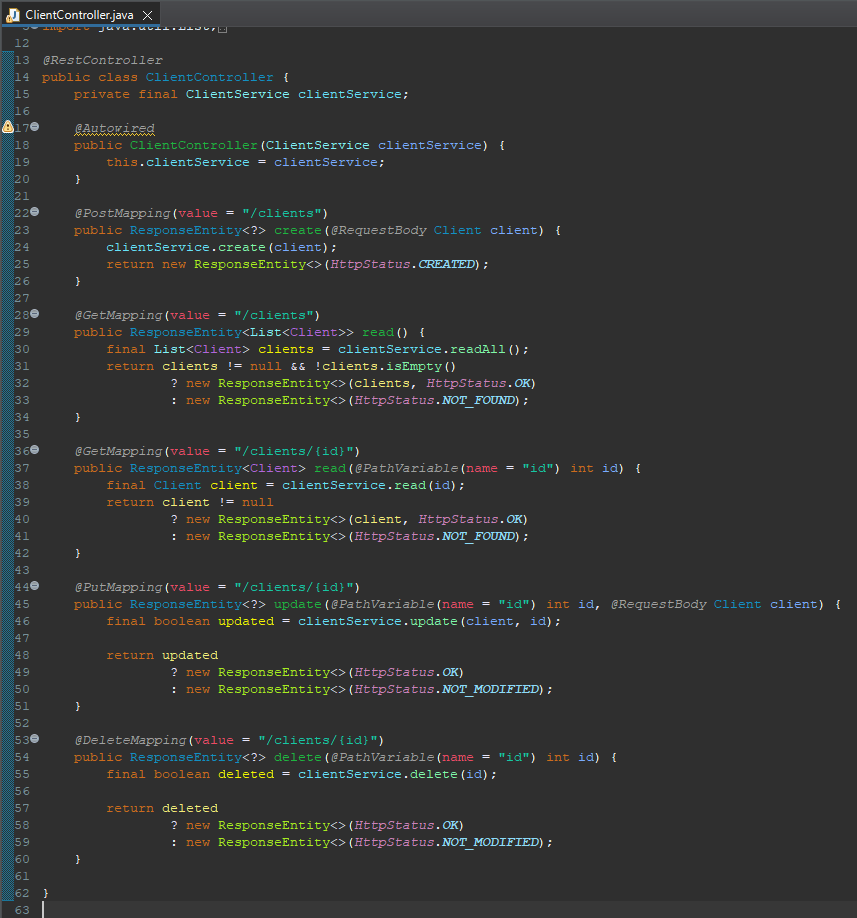 ClientController.java
import java.util.List;
12
13 @RestController
14 public class ClientController {
15     private final ClientService clientService;
16
17     @Autowired
18     public ClientController(ClientService clientService) {
19         this.clientService = clientService;
20     }
21
22     @PostMapping(value = "/clients")
23     public ResponseEntity<?> create(@RequestBody Client client) {
24         clientService.create(client);
25         return new ResponseEntity<>(HttpStatus.CREATED);
26     }
27
28     @GetMapping(value = "/clients")
29     public ResponseEntity<List<Client>> read() {
30         final List<Client> clients = clientService.readAll();
31         return clients != null && !clients.isEmpty()
32                 ? new ResponseEntity<>(clients, HttpStatus.OK)
33                 : new ResponseEntity<>(HttpStatus.NOT_FOUND);
34     }
35
36     @GetMapping(value = "/clients/{id}")
37     public ResponseEntity<Client> read(@PathVariable(name = "id") int id) {
38         final Client client = clientService.read(id);
39         return client != null
40                 ? new ResponseEntity<>(client, HttpStatus.OK)
41                 : new ResponseEntity<>(HttpStatus.NOT_FOUND);
42     }
43
44     @PutMapping(value = "/clients/{id}")
45     public ResponseEntity<?> update(@PathVariable(name = "id") int id, @RequestBody Client client) {
46         final boolean updated = clientService.update(client, id);
47
48         return updated
49                 ? new ResponseEntity<>(HttpStatus.OK)
50                 : new ResponseEntity<>(HttpStatus.NOT_MODIFIED);
51     }
52
53     @DeleteMapping(value = "/clients/{id}")
54     public ResponseEntity<?> delete(@PathVariable(name = "id") int id) {
55         final boolean deleted = clientService.delete(id);
56
57         return deleted
58                 ? new ResponseEntity<>(HttpStatus.OK)
59                 : new ResponseEntity<>(HttpStatus.NOT_MODIFIED);
60     }
61
62 }
63